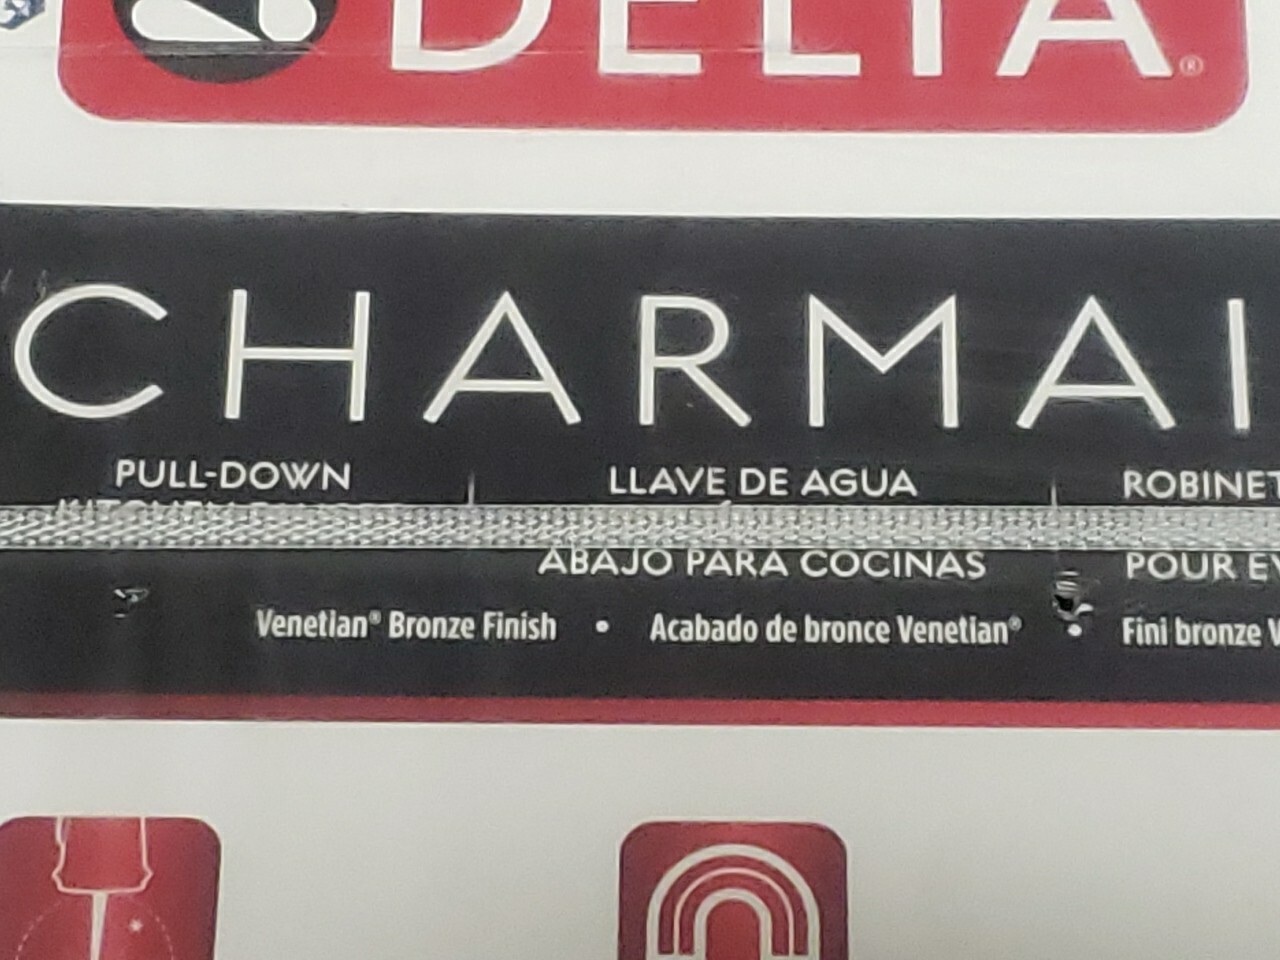 DELTA®
CHARMAI
PULL-DOWN
KITCHEN
LLAVE DE AGUA
ABAJO PARA COCINAS
ROBINET
POUR EV
Venetian® Bronze Finish • Acabado de bronce Venetian® • Fini bronze V